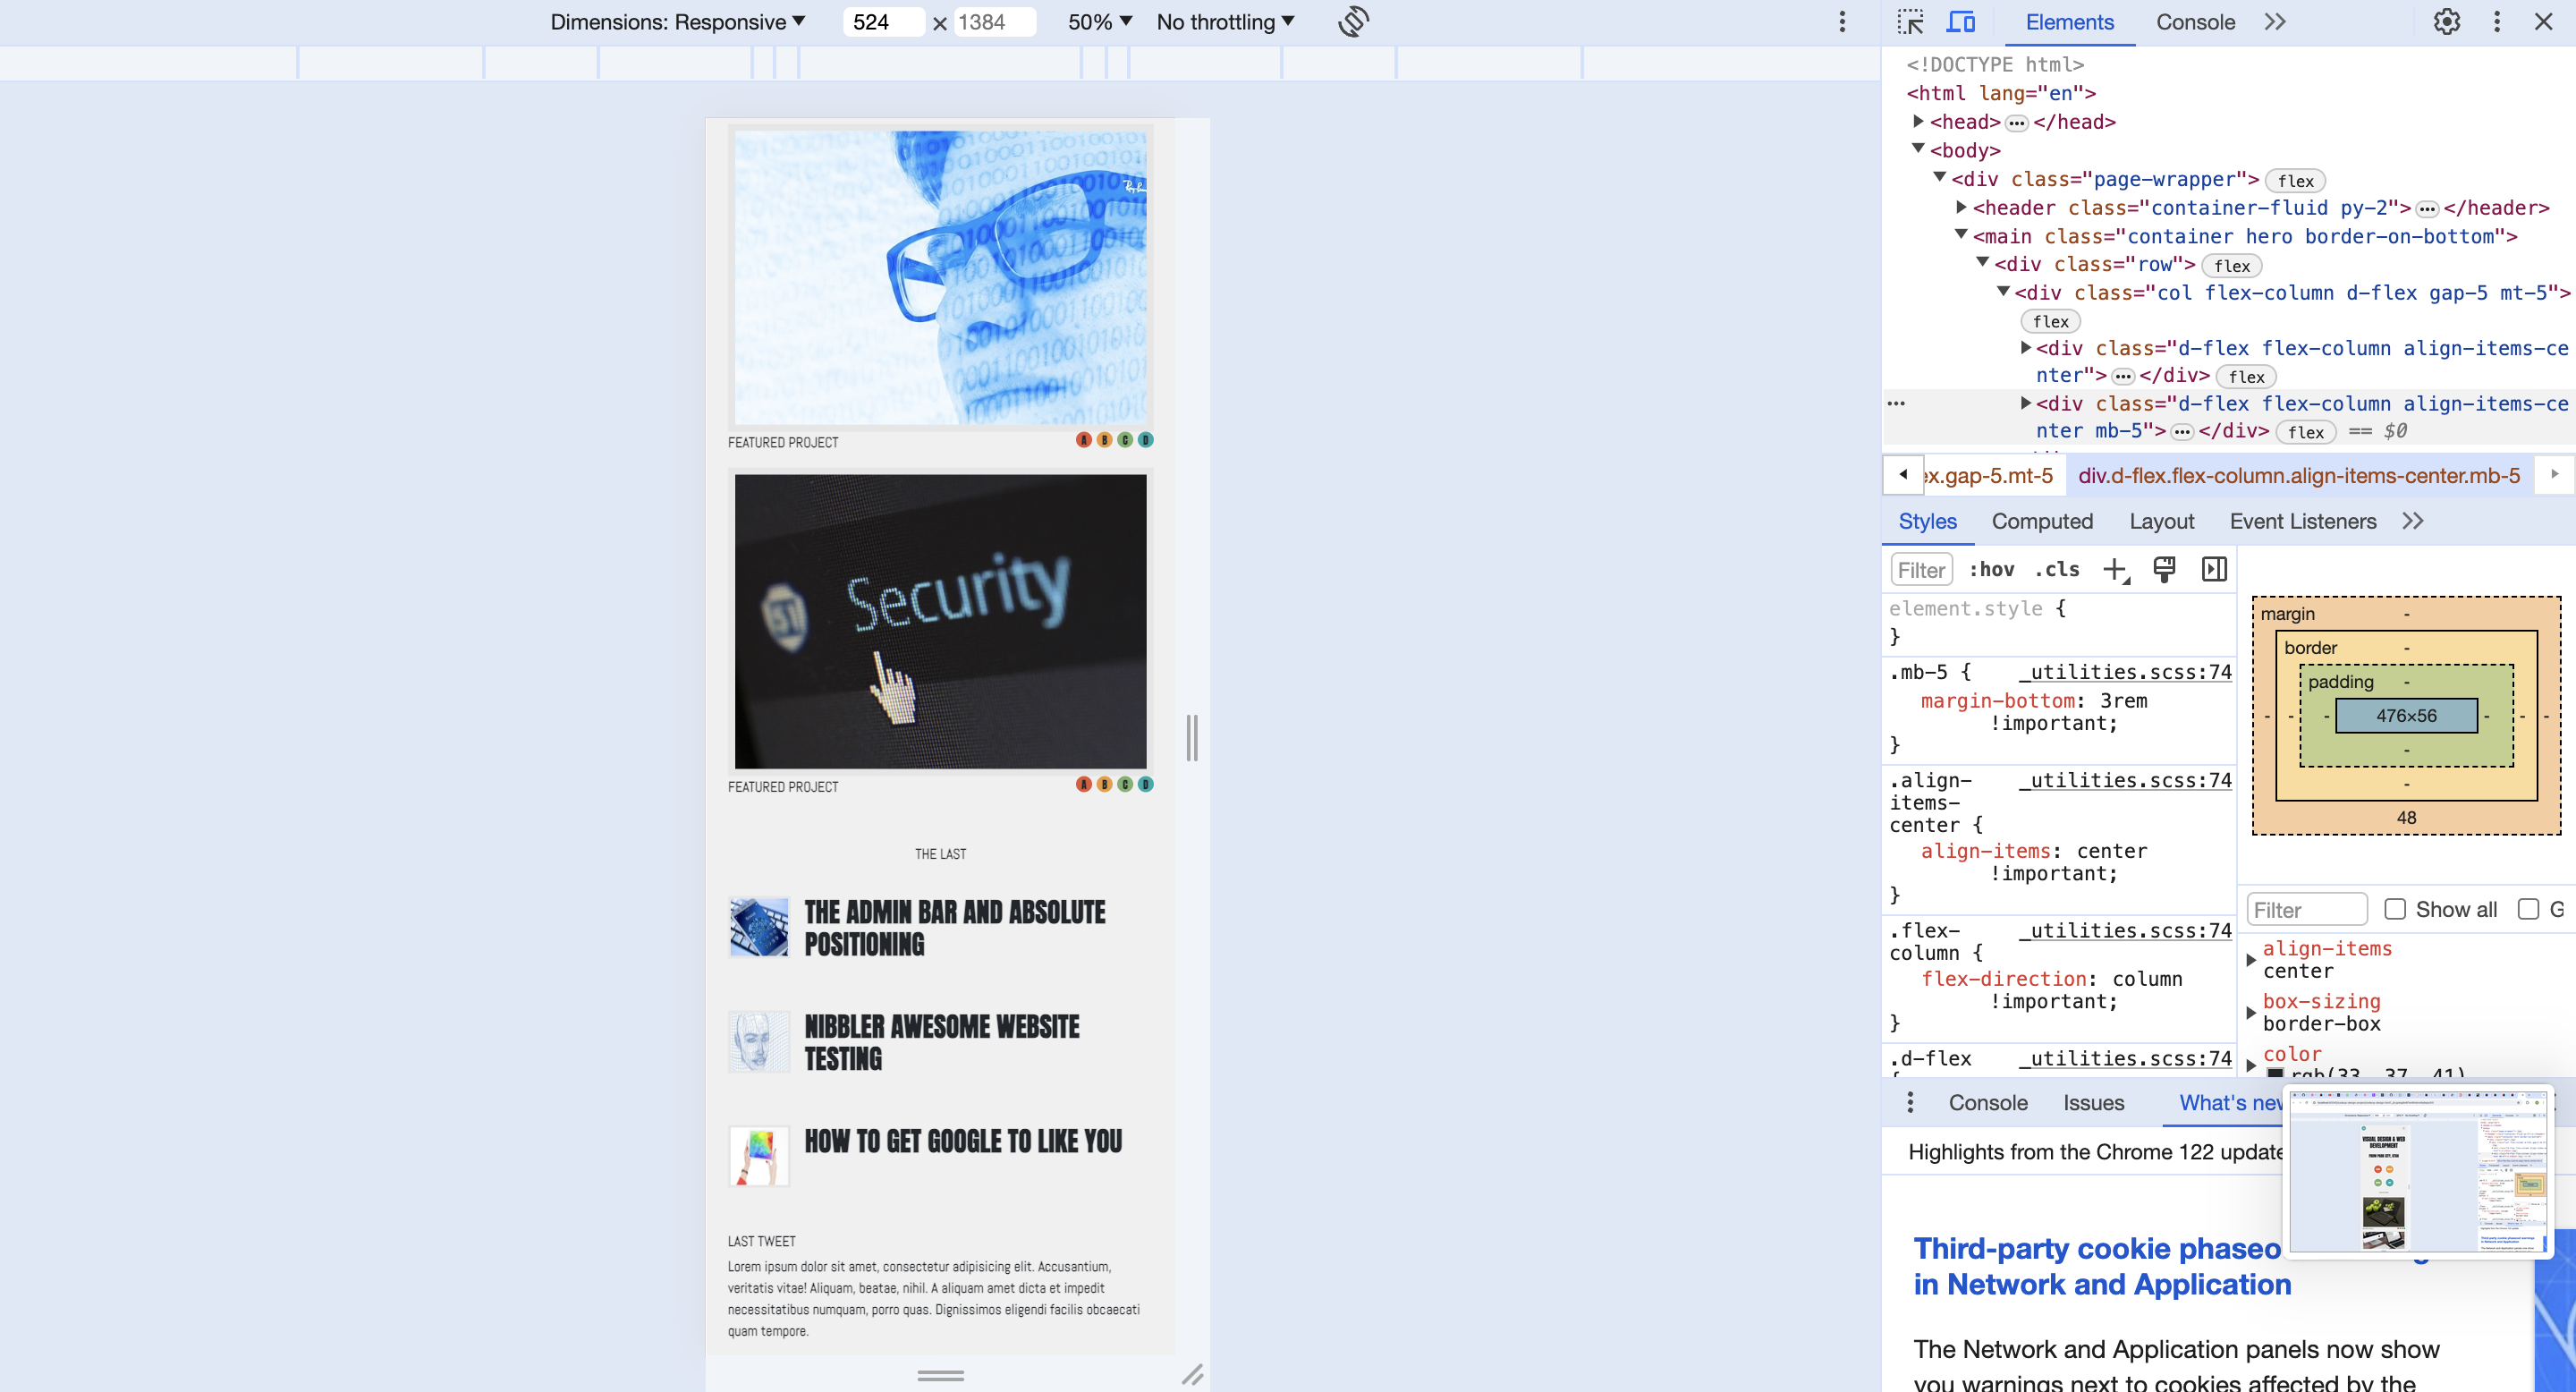 Dimensions: Responsive ▼ 524 × 1384 50% ▼ No throttling ▼
Elements Console
<!DOCTYPE html>
<html lang="en">
<head> ••• </head>
<body>
<div class="page-wrapper"> flex
<header class="container-fluid py-2"> ••• </header>
<main class="container hero border-on-bottom">
<div class="row"> flex
<div class="col flex-column d-flex gap-5 mt-5">
flex
<div class="d-flex flex-column align-items-ce
nter"> ••• </div> flex
<div class="d-flex flex-column align-items-ce
nter mb-5"> ••• </div> flex == $0
ex.gap-5.mt-5 div.d-flex.flex-column.align-items-center.mb-5
Styles Computed Layout Event Listeners
Filter :hov .cls
element.style {
}
.mb-5 { _utilities.scss:74
margin-bottom: 3rem
!important;
}
.align- _utilities.scss:74
items-
center {
align-items: center
!important;
}
.flex- _utilities.scss:74
column {
flex-direction: column
!important;
}
.d-flex _utilities.scss:74
{
margin -
border -
padding -
- - - 476×56 - - -
-
-
48
Filter Show all G
align-items
center
box-sizing
border-box
color
rgb(33, 37, 41)
Console Issues What's new
Highlights from the Chrome 122 update
Third-party cookie
in Network and Application
The Network and Application panels now show
you warnings next to cookies affected by the
VISUAL DESIGN & WEB
DEVELOPMENT
Ray
FEATURED PROJECT A B C D
Security
FEATURED PROJECT A B C D
THE LAST
THE ADMIN BAR AND ABSOLUTE
POSITIONING
NIBBLER AWESOME WEBSITE
TESTING
HOW TO GET GOOGLE TO LIKE YOU
LAST TWEET
Lorem ipsum dolor sit amet, consectetur adipisicing elit. Accusantium,
veritatis vitae! Aliquam, beatae, nihil. A aliquam amet dicta et impedit
necessitatibus numquam, porro quas. Dignissimos eligendi facilis obcaecati
quam tempore.